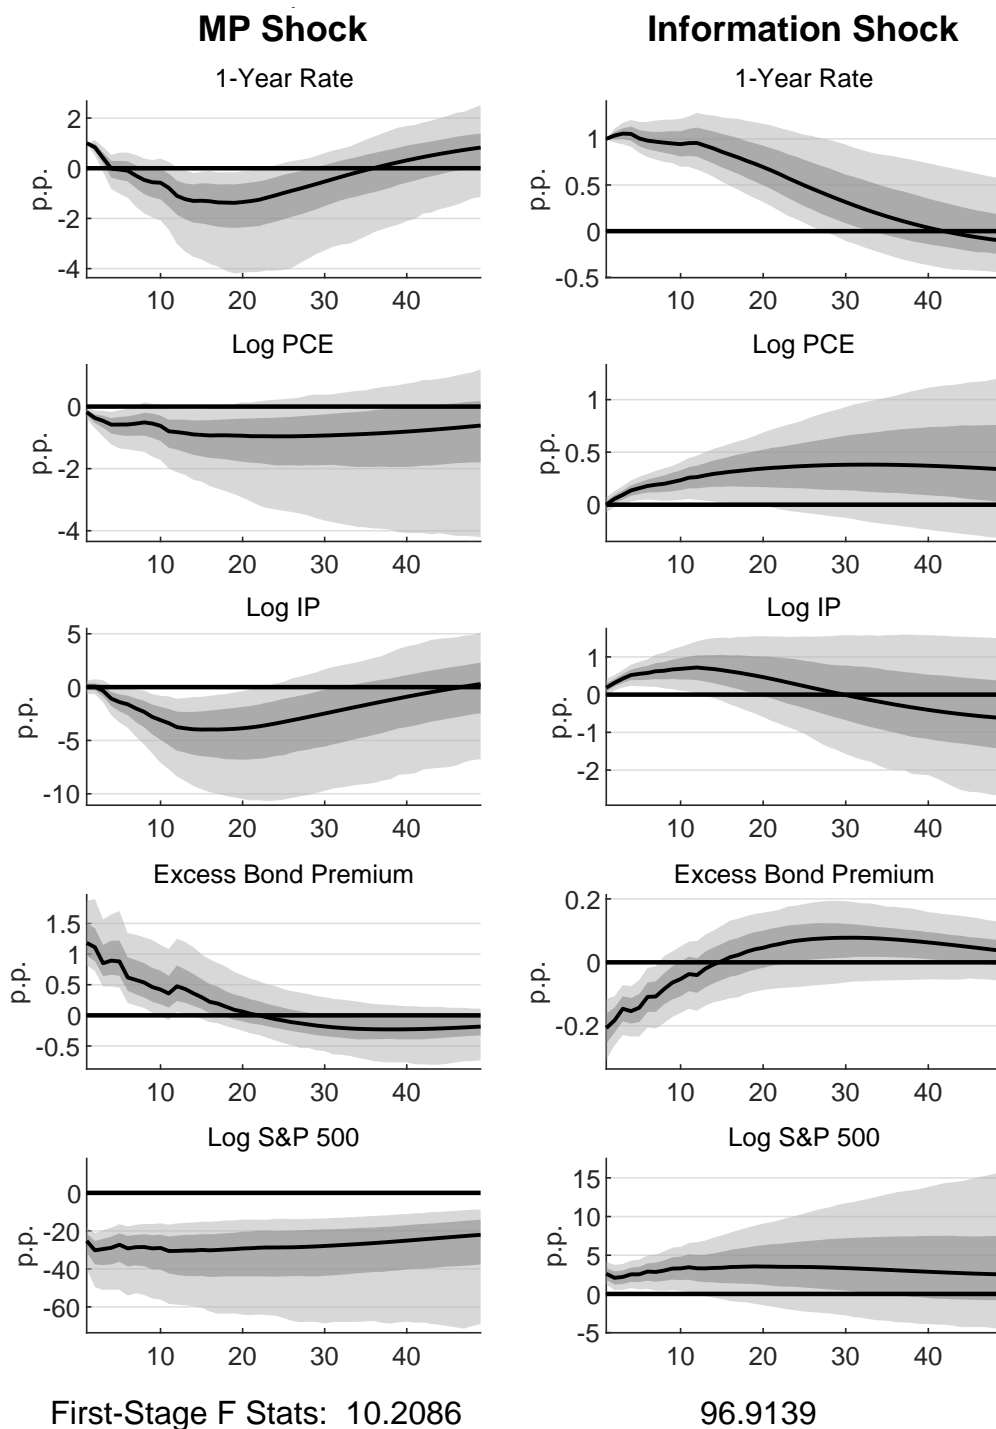 MP Shock
Information Shock
1-Year Rate
1-Year Rate
2
0
-2
-4
p.p.
10 20 30 40
1
0.5
0
-0.5
p.p.
10 20 30 40
Log PCE
Log PCE
0
-2
-4
p.p.
10 20 30 40
1
0.5
0
p.p.
10 20 30 40
Log IP
Log IP
5
0
-5
-10
p.p.
10 20 30 40
1
0
-1
-2
p.p.
10 20 30 40
Excess Bond Premium
Excess Bond Premium
1.5
1
0.5
0
-0.5
p.p.
10 20 30 40
0.2
0
-0.2
p.p.
10 20 30 40
Log S&P 500
Log S&P 500
0
-20
-40
-60
p.p.
10 20 30 40
15
10
5
0
-5
p.p.
10 20 30 40
First-Stage F Stats: 10.2086
96.9139